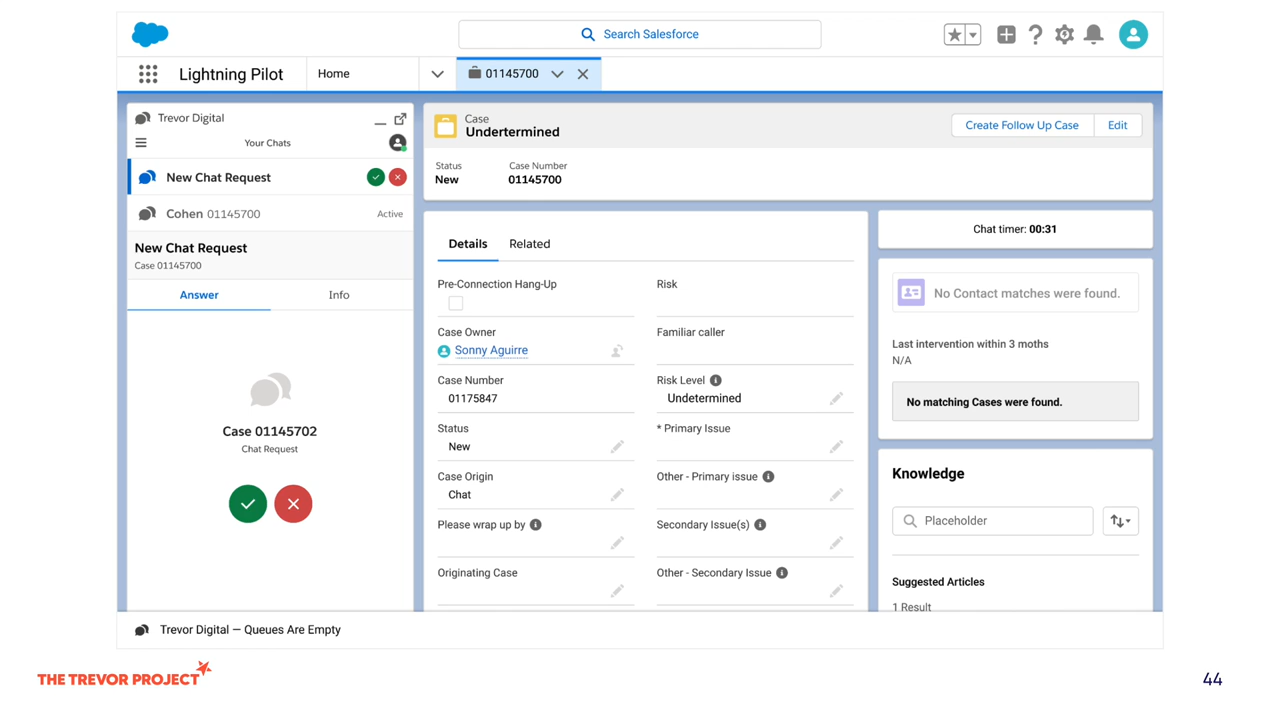 Search Salesforce
Lightning Pilot
Home
01145700
Trevor Digital
Your Chats
New Chat Request
Cohen 01145700
Active
New Chat Request
Case 01145700
Answer
Info
Case 01145702
Chat Request
Case
Undertermined
Create Follow Up Case
Edit
Status
Case Number
New
01145700
Details
Related
Pre-Connection Hang-Up
Risk
Case Owner
Familiar caller
Sonny Aguirre
Case Number
Risk Level
01175847
Undetermined
Status
* Primary Issue
New
Case Origin
Other - Primary issue
Chat
Please wrap up by
Secondary Issue(s)
Originating Case
Other - Secondary Issue
Chat timer: 00:31
No Contact matches were found.
Last intervention within 3 moths
N/A
No matching Cases were found.
Knowledge
Placeholder
Suggested Articles
1 Result
Trevor Digital — Queues Are Empty
THE TREVOR PROJECT
44